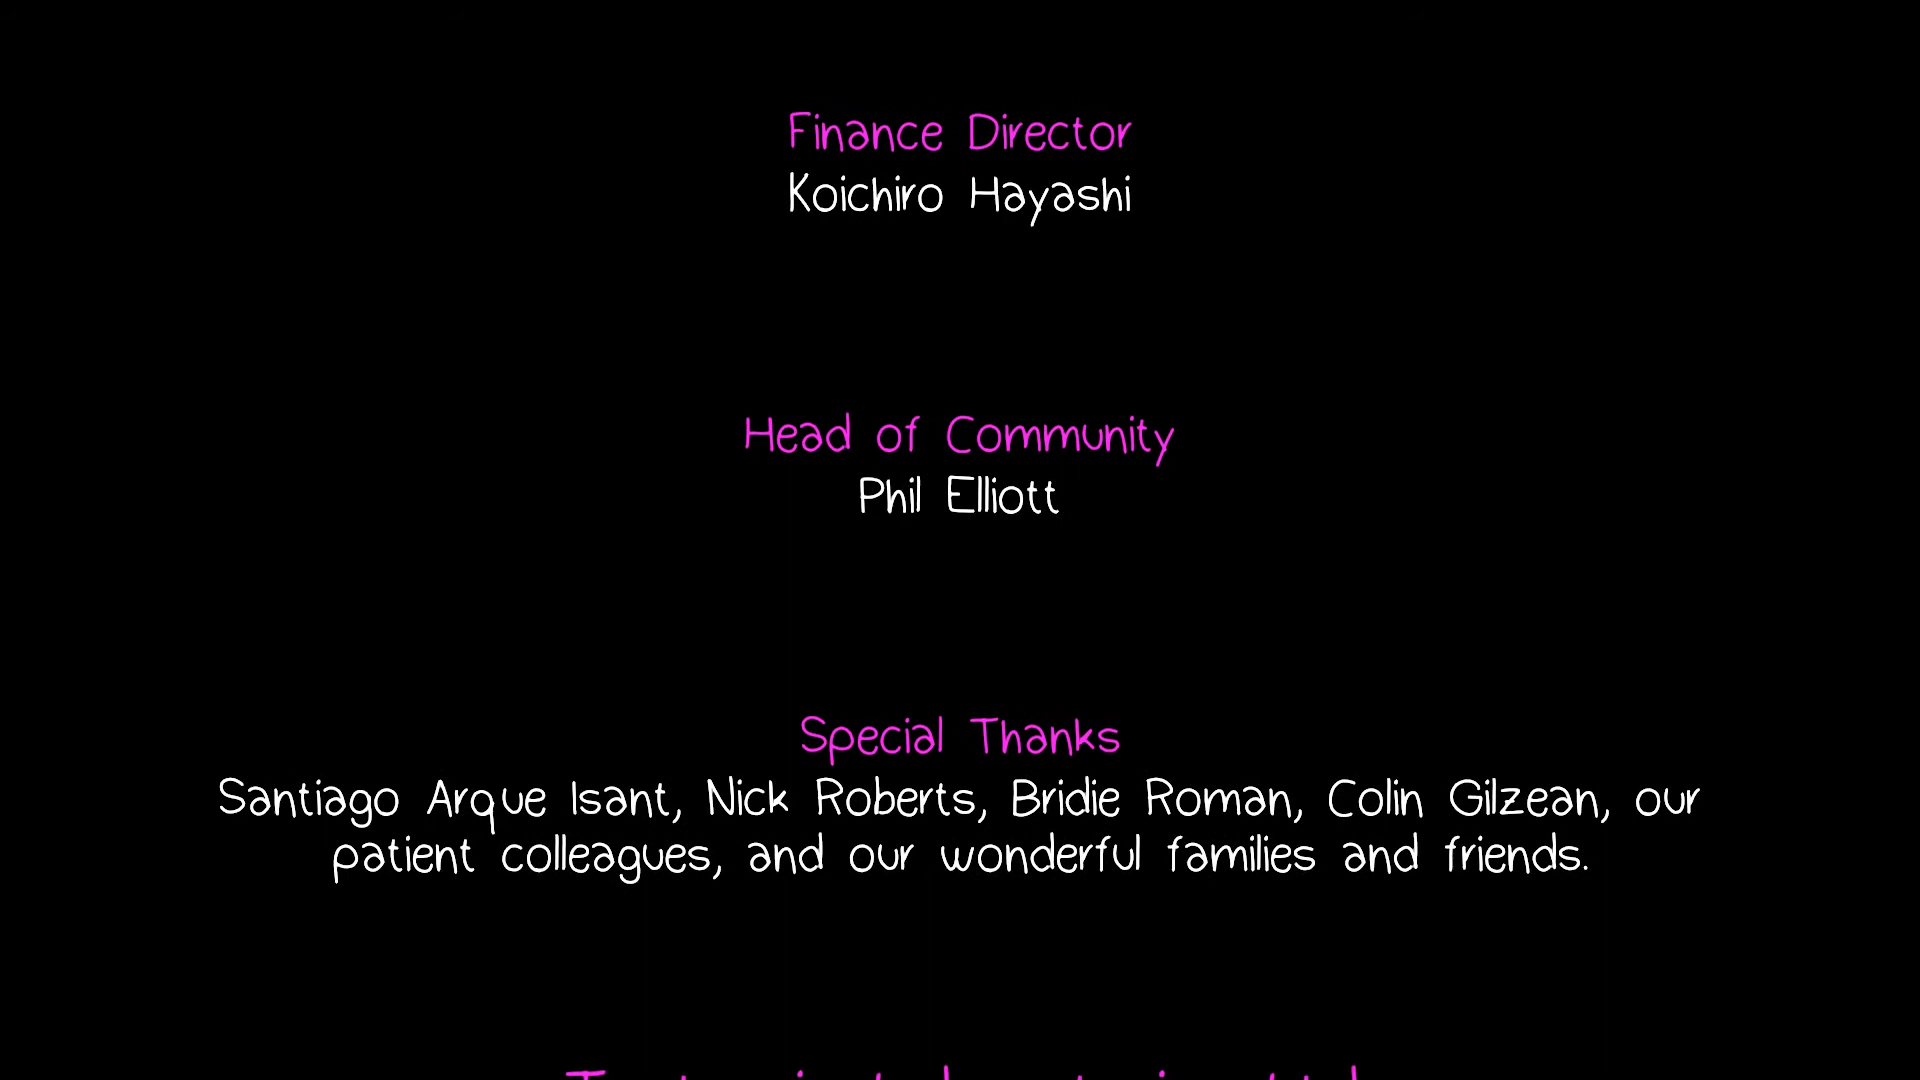 Finance Director
Koichiro Hayashi
Head of Community
Phil Elliott
Special Thanks
Santiago Arque Isant, Nick Roberts, Bridie Roman, Colin Gilzean, our
patient colleagues, and our wonderful families and friends.